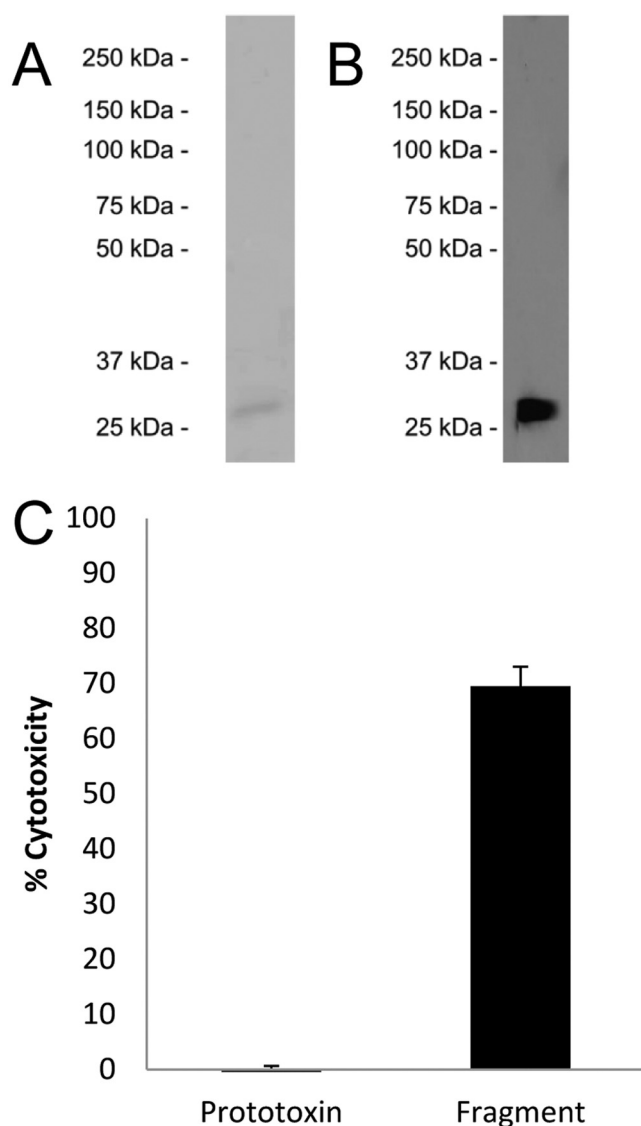 A
250 kDa -
150 kDa -
100 kDa -
75 kDa -
50 kDa -
37 kDa -
25 kDa -
B
250 kDa -
150 kDa -
100 kDa -
75 kDa -
50 kDa -
37 kDa -
25 kDa -
C
% Cytotoxicity
100
90
80
70
60
50
40
30
20
10
0
Prototoxin Fragment